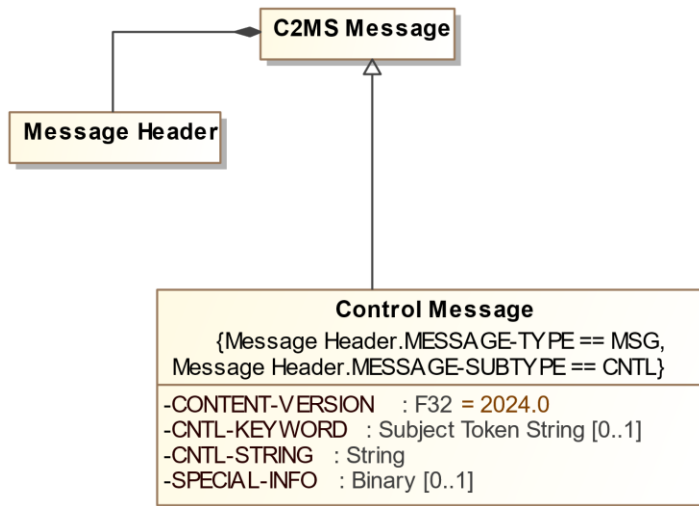 C2MS Message
Message Header
Control Message
{Message Header.MESSAGE-TYPE == MSG,
Message Header.MESSAGE-SUBTYPE == CNTL}
-CONTENT-VERSION : F32 = 2024.0
-CNTL-KEYWORD : Subject Token String [0..1]
-CNTL-STRING : String
-SPECIAL-INFO : Binary [0..1]